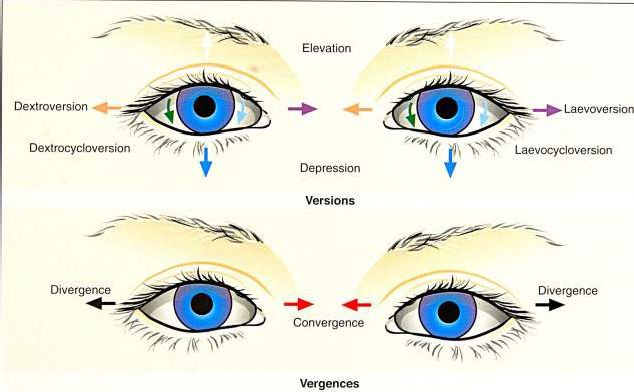 Elevation
Dextroversion
Laevoversion
Dextrocycloversion
Laevocycloversion
Depression
Versions
Divergence
Divergence
Convergence
Vergences